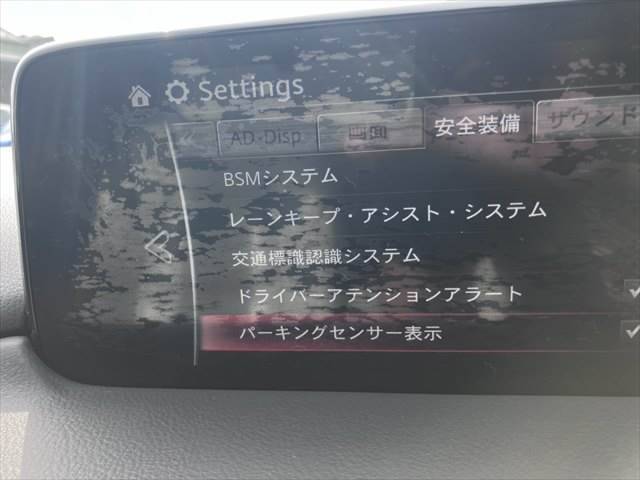 Settings
AD-Disp 画面 安全装備 サウンド
BSMシステム
レーンキープ・アシスト・システム
交通標識認識システム
ドライバーアテンションアラート
パーキングセンサー表示